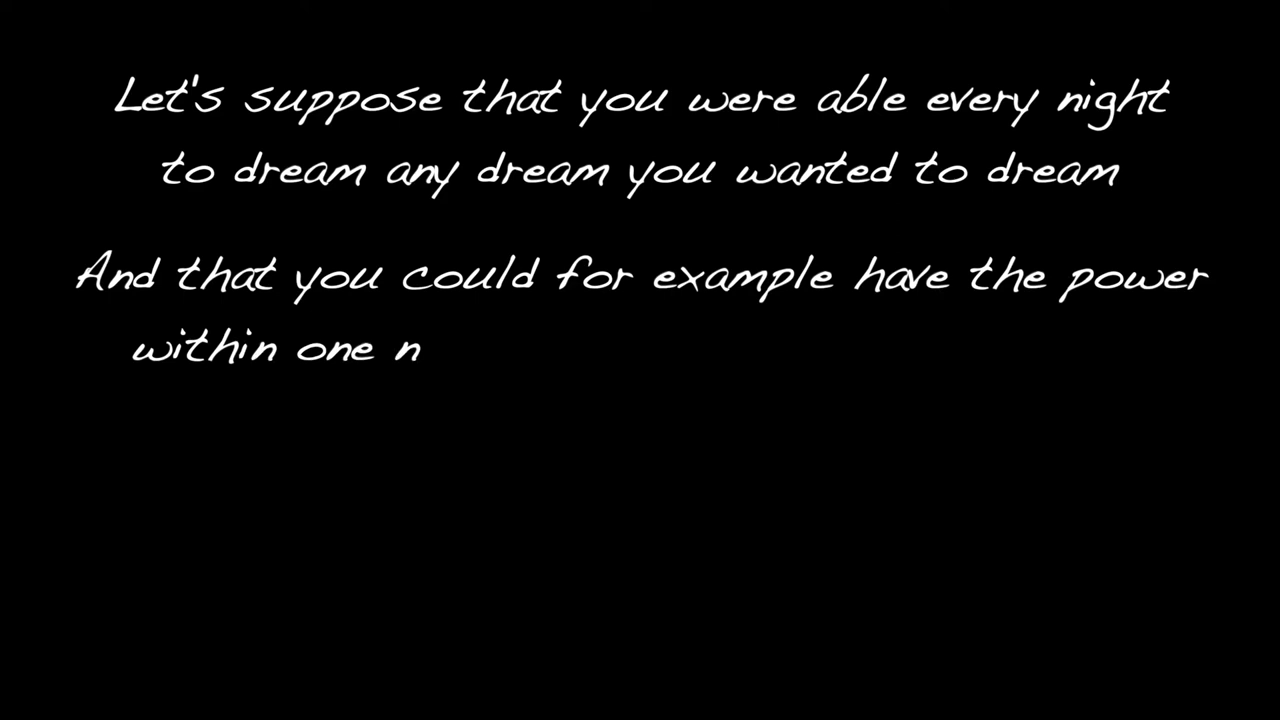 Let's suppose that you were able every night
to dream any dream you wanted to dream
And that you could for example have the power
within one n